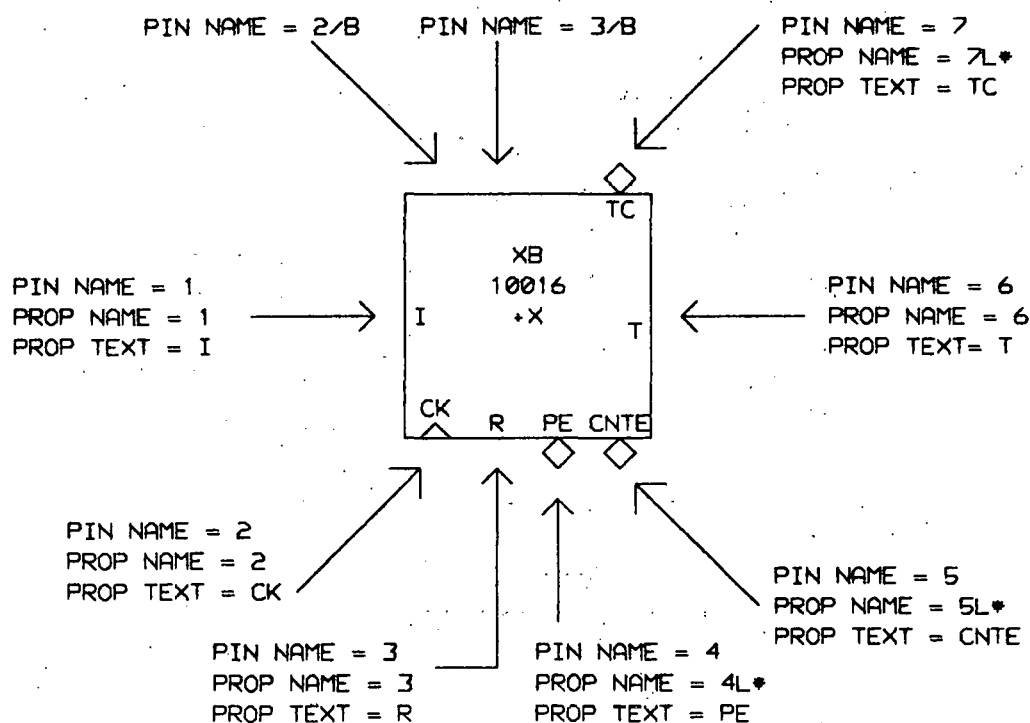 PIN NAME = 2/B
PIN NAME = 3/B
PIN NAME = 7
PROP NAME = 7L*
PROP TEXT = TC
TC
XB
10016
+X
I
T
PIN NAME = 1
PROP NAME = 1
PROP TEXT = I
PIN NAME = 6
PROP NAME = 6
PROP TEXT= T
CK
R
PE
CNTE
PIN NAME = 2
PROP NAME = 2
PROP TEXT = CK
PIN NAME = 5
PROP NAME = 5L*
PROP TEXT = CNTE
PIN NAME = 3
PROP NAME = 3
PROP TEXT = R
PIN NAME = 4
PROP NAME = 4L*
PROP TEXT = PE